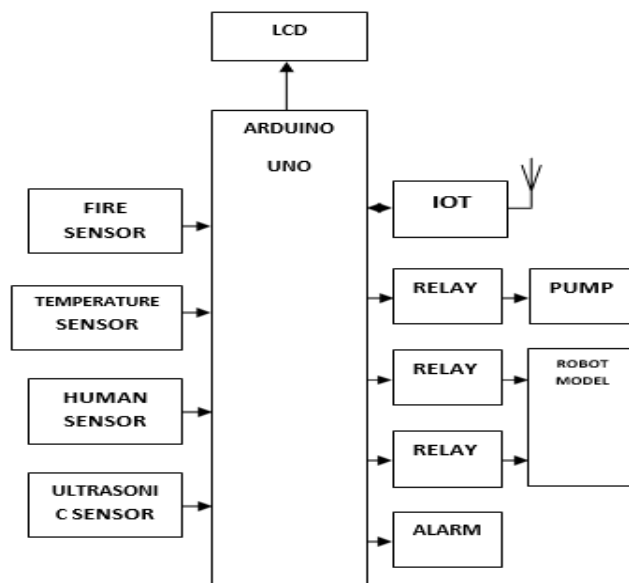 LCD
ARDUINO
UNO
FIRE
SENSOR
TEMPERATURE
SENSOR
HUMAN
SENSOR
ULTRASONI
C SENSOR
IOT
RELAY
PUMP
RELAY
ROBOT
MODEL
RELAY
ALARM